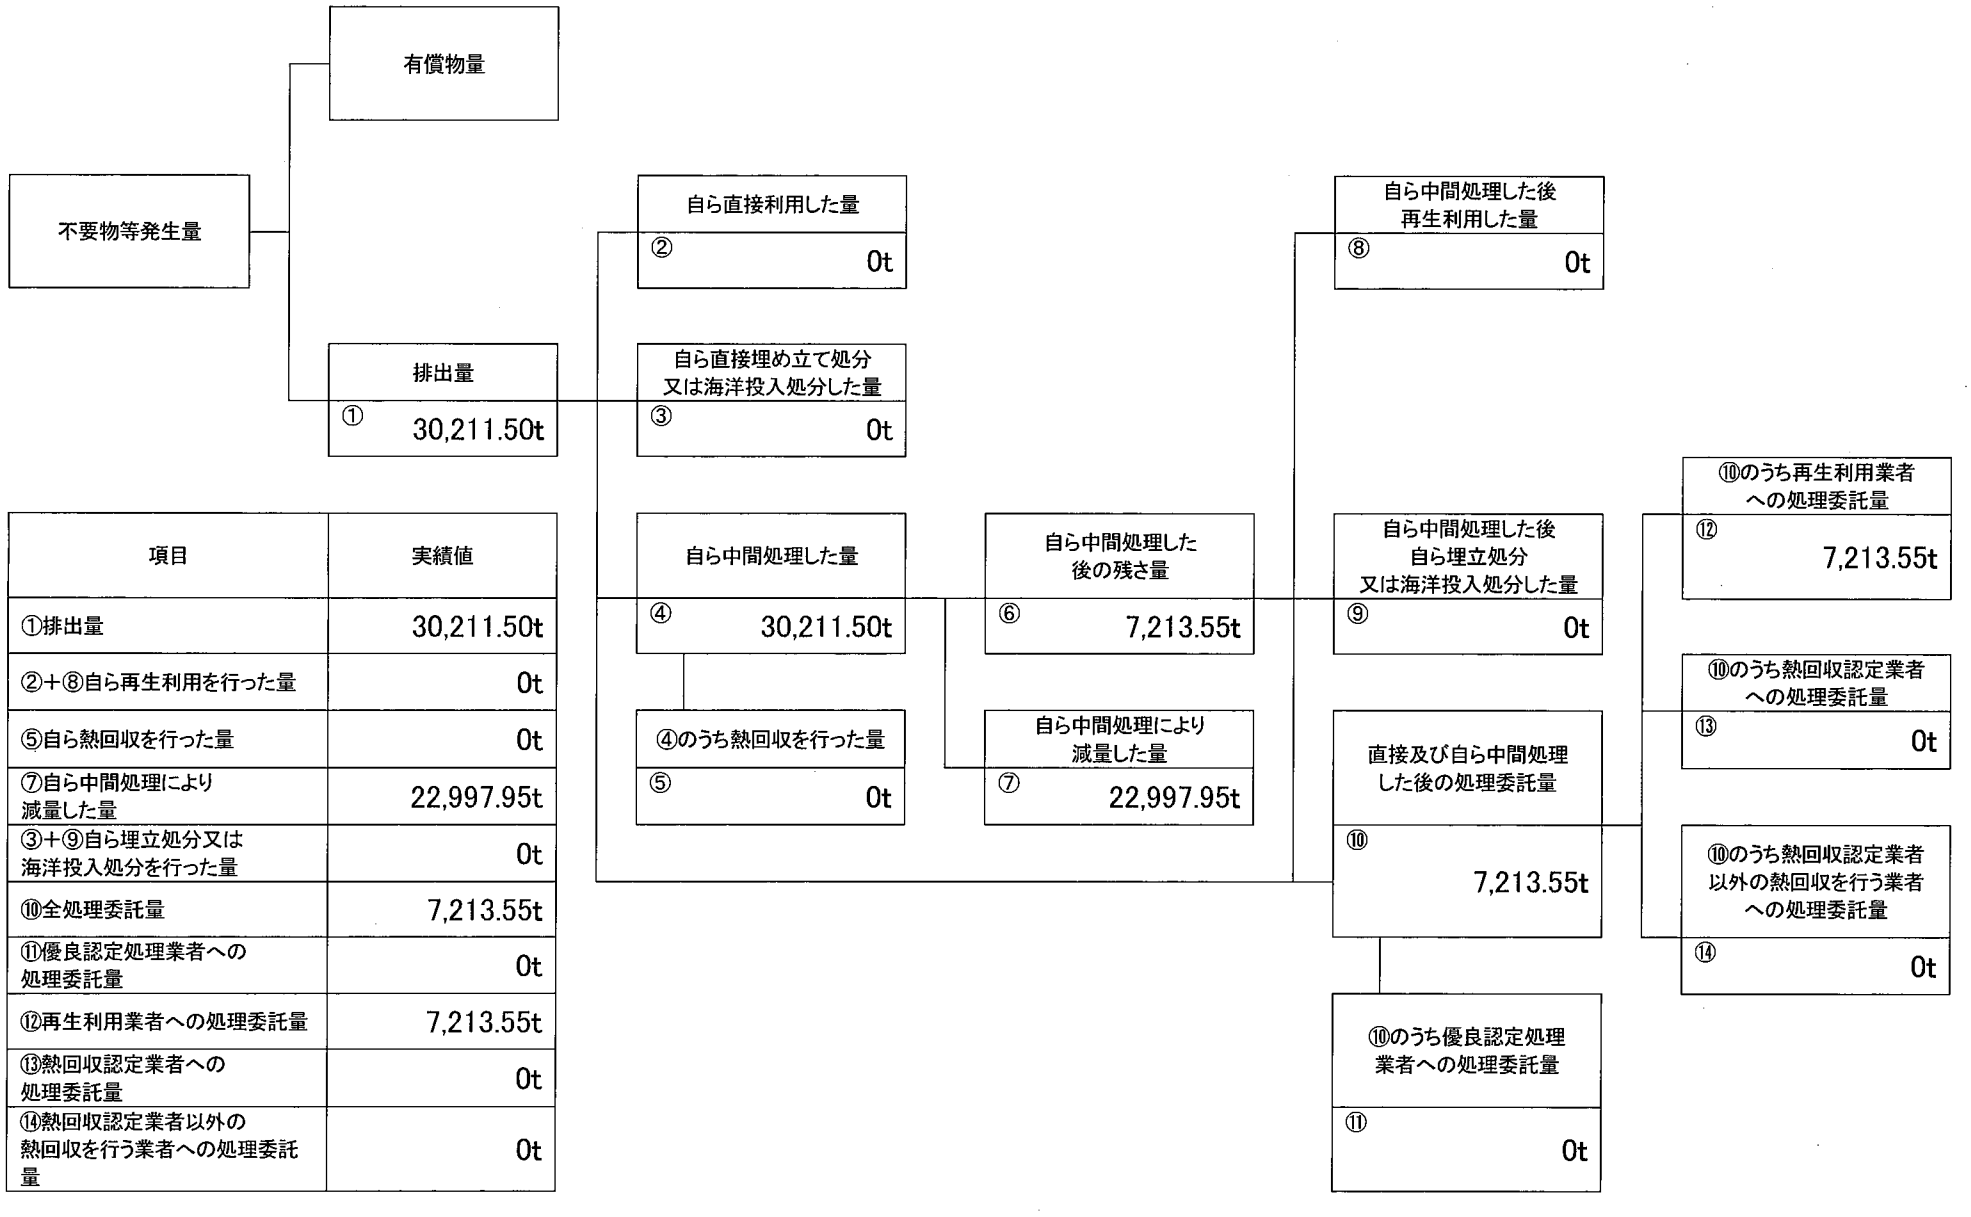 有償物量
不要物等発生量
排出量
①
30,211.50t
自ら直接利用した量
②
0t
自ら直接埋め立て処分
又は海洋投入処分した量
③
0t
自ら中間処理した量
④
30,211.50t
④のうち熱回収を行った量
⑤
0t
自ら中間処理した
後の残さ量
⑥
7,213.55t
自ら中間処理により
減量した量
⑦
22,997.95t
自ら中間処理した後
再生利用した量
⑧
0t
自ら中間処理した後
自ら埋立処分
又は海洋投入処分した量
⑨
0t
直接及び自ら中間処理
した後の処理委託量
⑩
7,213.55t
⑩のうち優良認定処理
業者への処理委託量
⑪
0t
⑩のうち再生利用業者
への処理委託量
⑫
7,213.55t
⑩のうち熱回収認定業者
への処理委託量
⑬
0t
⑩のうち熱回収認定業者
以外の熱回収を行う業者
への処理委託量
⑭
0t
項目 実績値
①排出量 30,211.50t
②＋⑧自ら再生利用を行った量 0t
⑤自ら熱回収を行った量 0t
⑦自ら中間処理により
減量した量 22,997.95t
③＋⑨自ら埋立処分又は
海洋投入処分を行った量 0t
⑩全処理委託量 7,213.55t
⑪優良認定処理業者への
処理委託量 0t
⑫再生利用業者への処理委託量 7,213.55t
⑬熱回収認定業者への
処理委託量 0t
⑭熱回収認定業者以外の
熱回収を行う業者への処理委託 0t
量